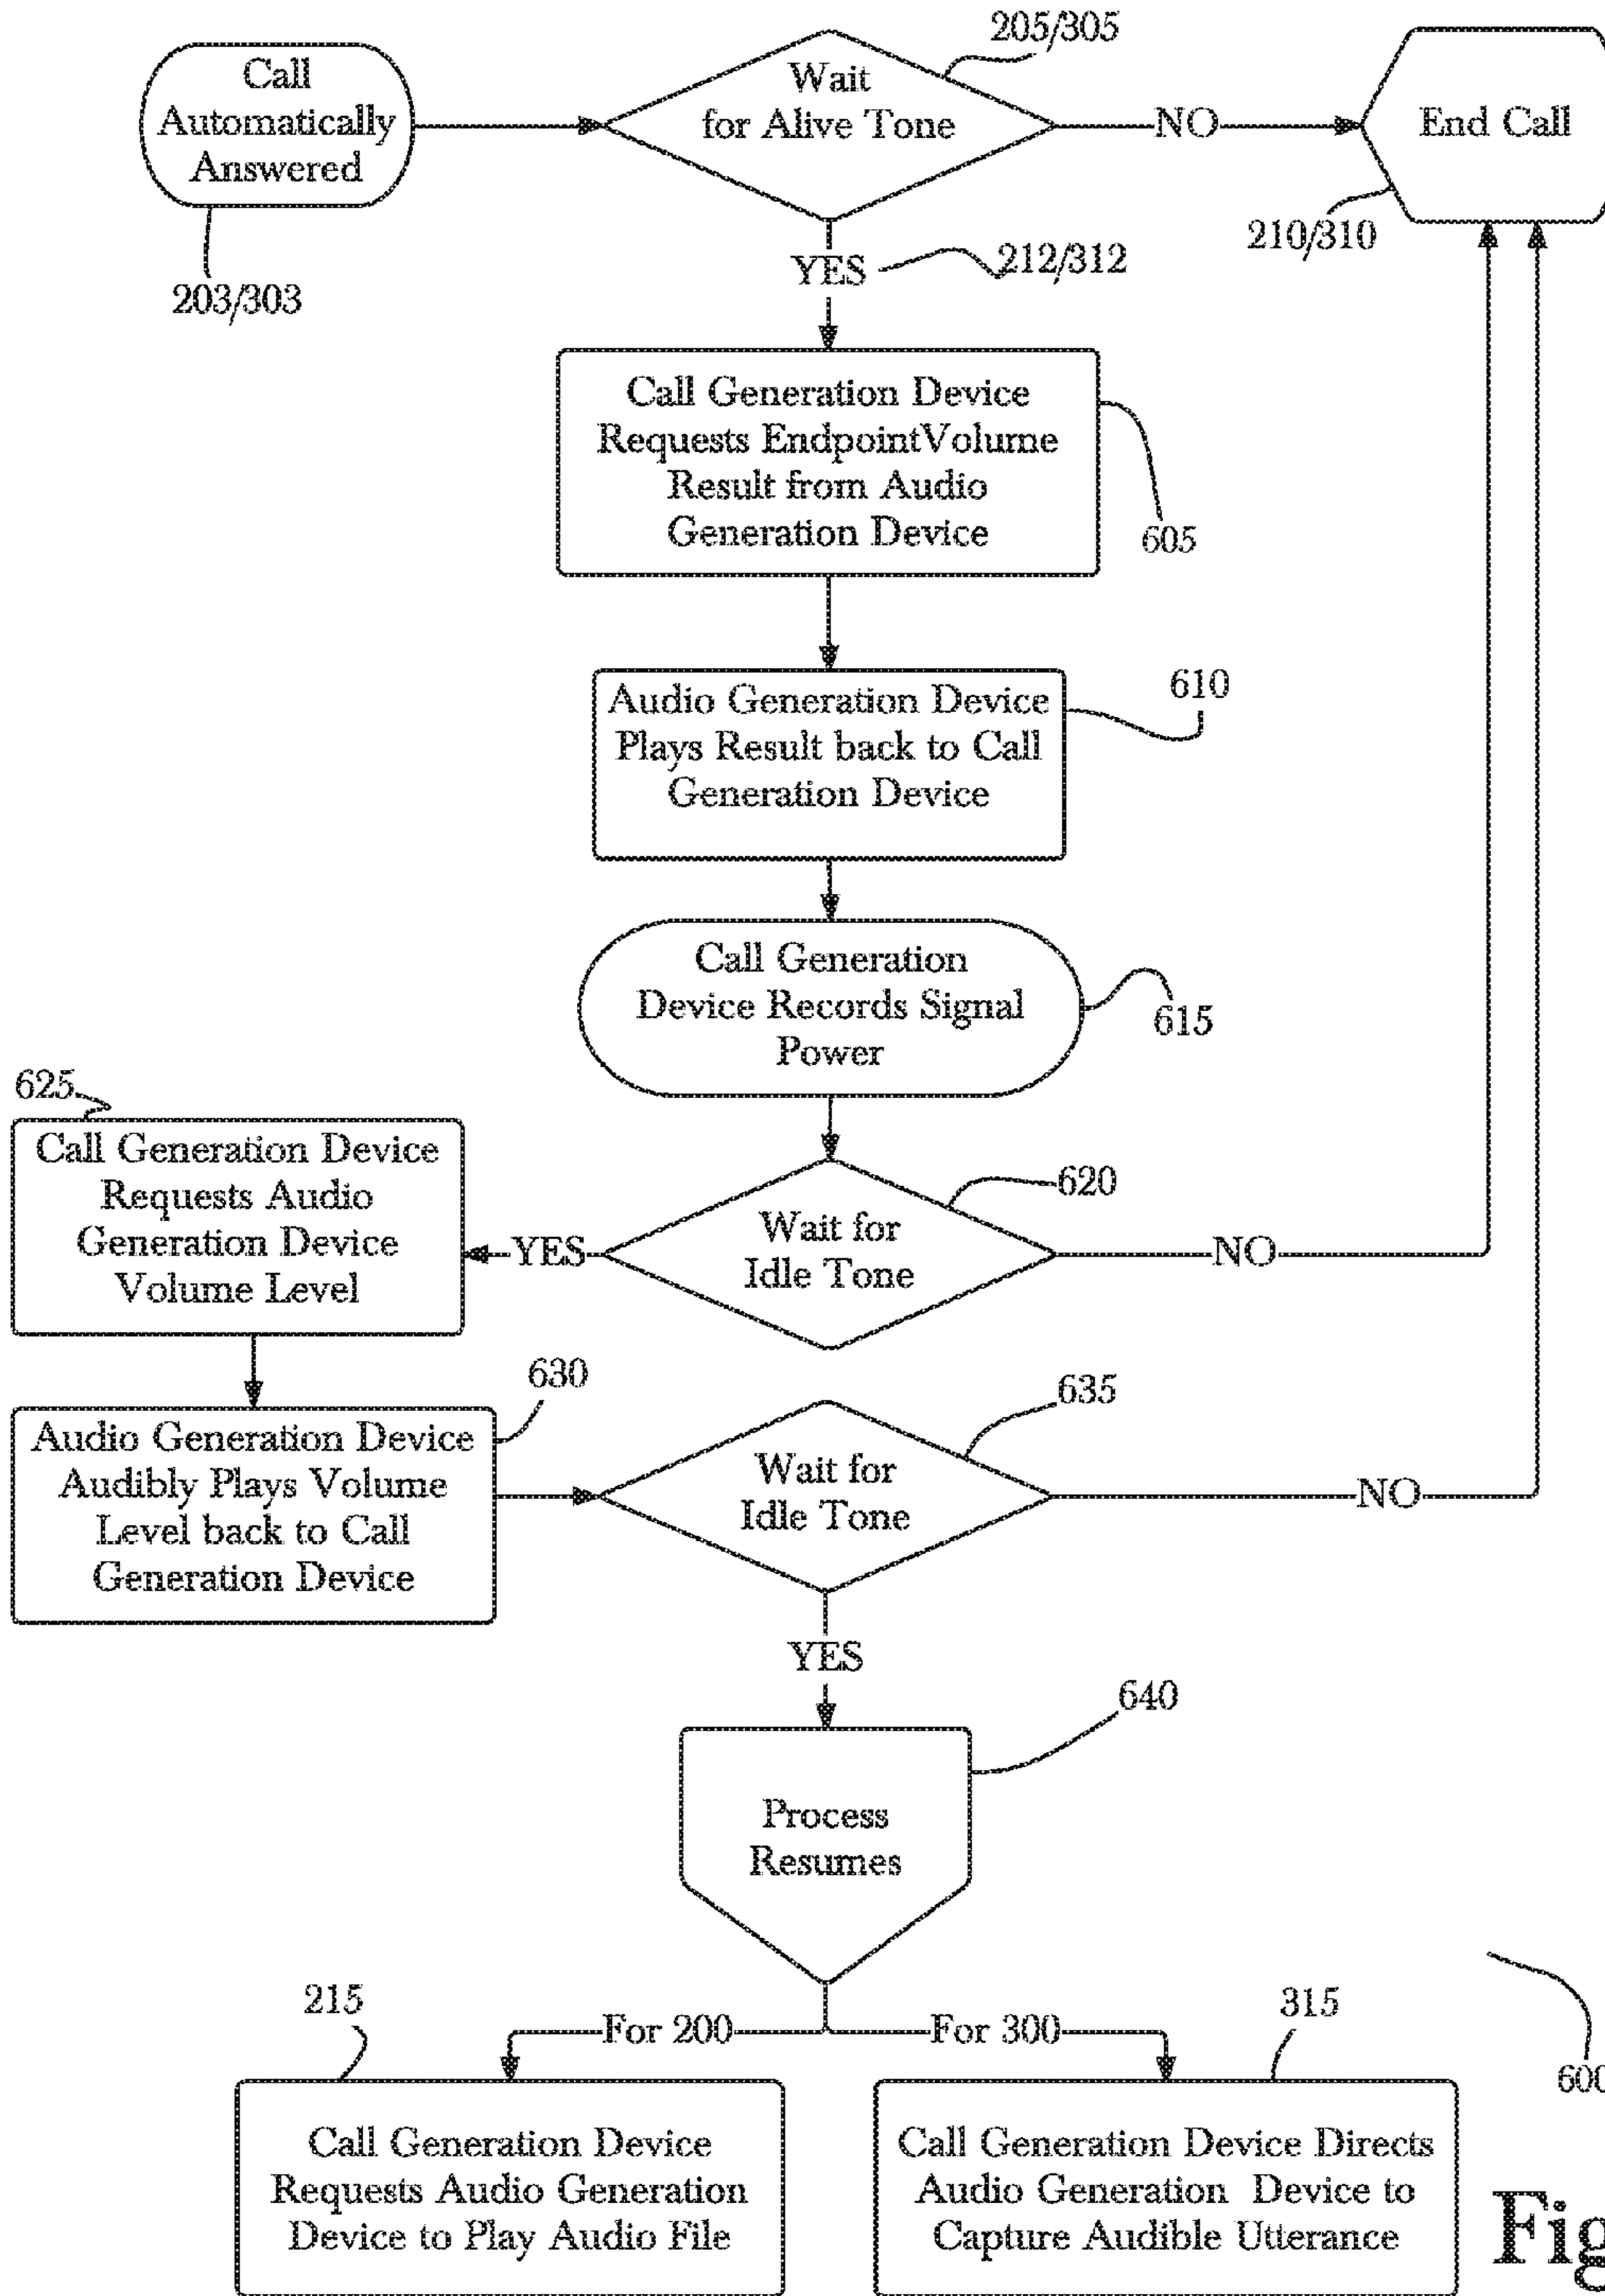 205/305
Call
Automatically
Answered
Wait
for Alive Tone
NO
End Call
203/303
YES
212/312
210/310
Call Generation Device
Requests EndpointVolume
Result from Audio
Generation Device
605
Audio Generation Device
Plays Result back to Call
Generation Device
610
Call Generation
Device Records Signal
Power
615
625
Call Generation Device
Requests Audio
Generation Device
Volume Level
YES
Wait for
Idle Tone
620
NO
Audio Generation Device
Audibly Plays Volume
Level back to Call
Generation Device
630
Wait for
Idle Tone
635
NO
YES
Process
Resumes
640
For 200
For 300
215
315
600
Call Generation Device
Requests Audio Generation
Device to Play Audio File
Call Generation Device Directs
Audio Generation Device to
Capture Audible Utterance
Fig